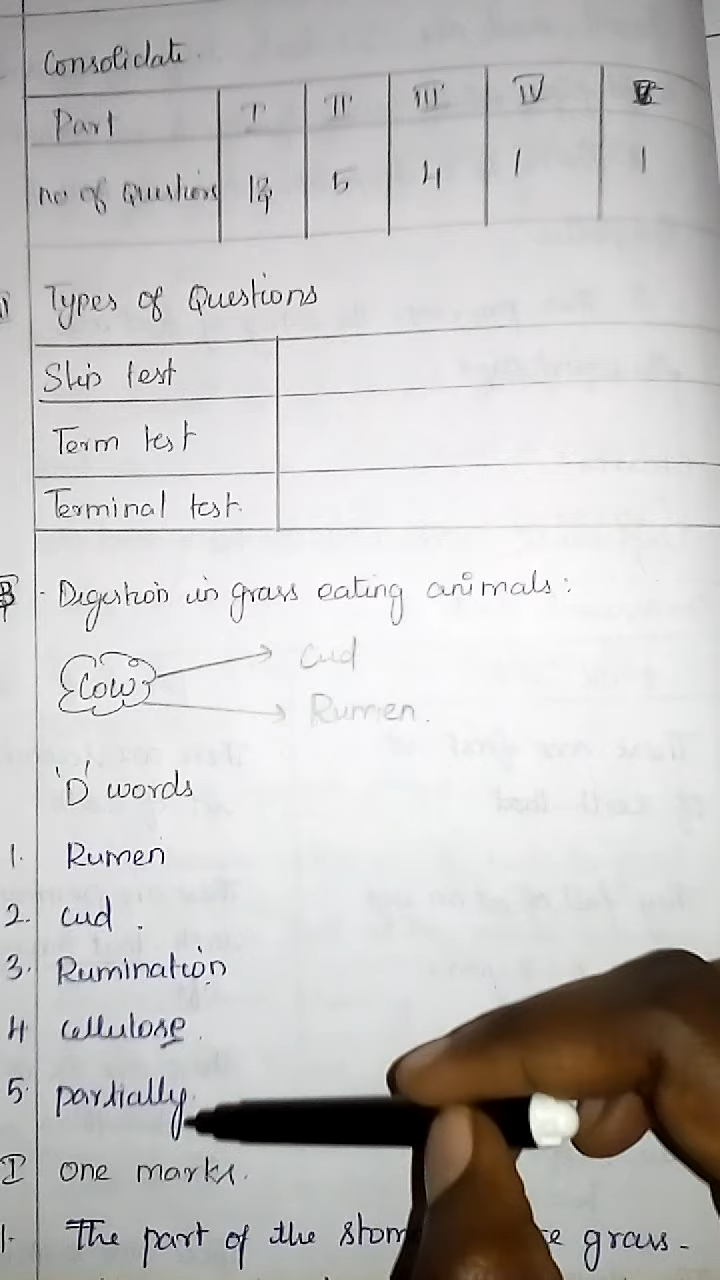 Consolidate.
Part I II III IV V
no of Questions 13 5 4 1 1
II Types of Questions
Slip test
Term test
Terminal test.
B. Digestion in grass eating animals:
Cow Cud
Rumen.
'D' words
1. Rumen
2. cud.
3. Rumination
4 cellulose.
5. partially.
I one marks.
1. The part of the grass-